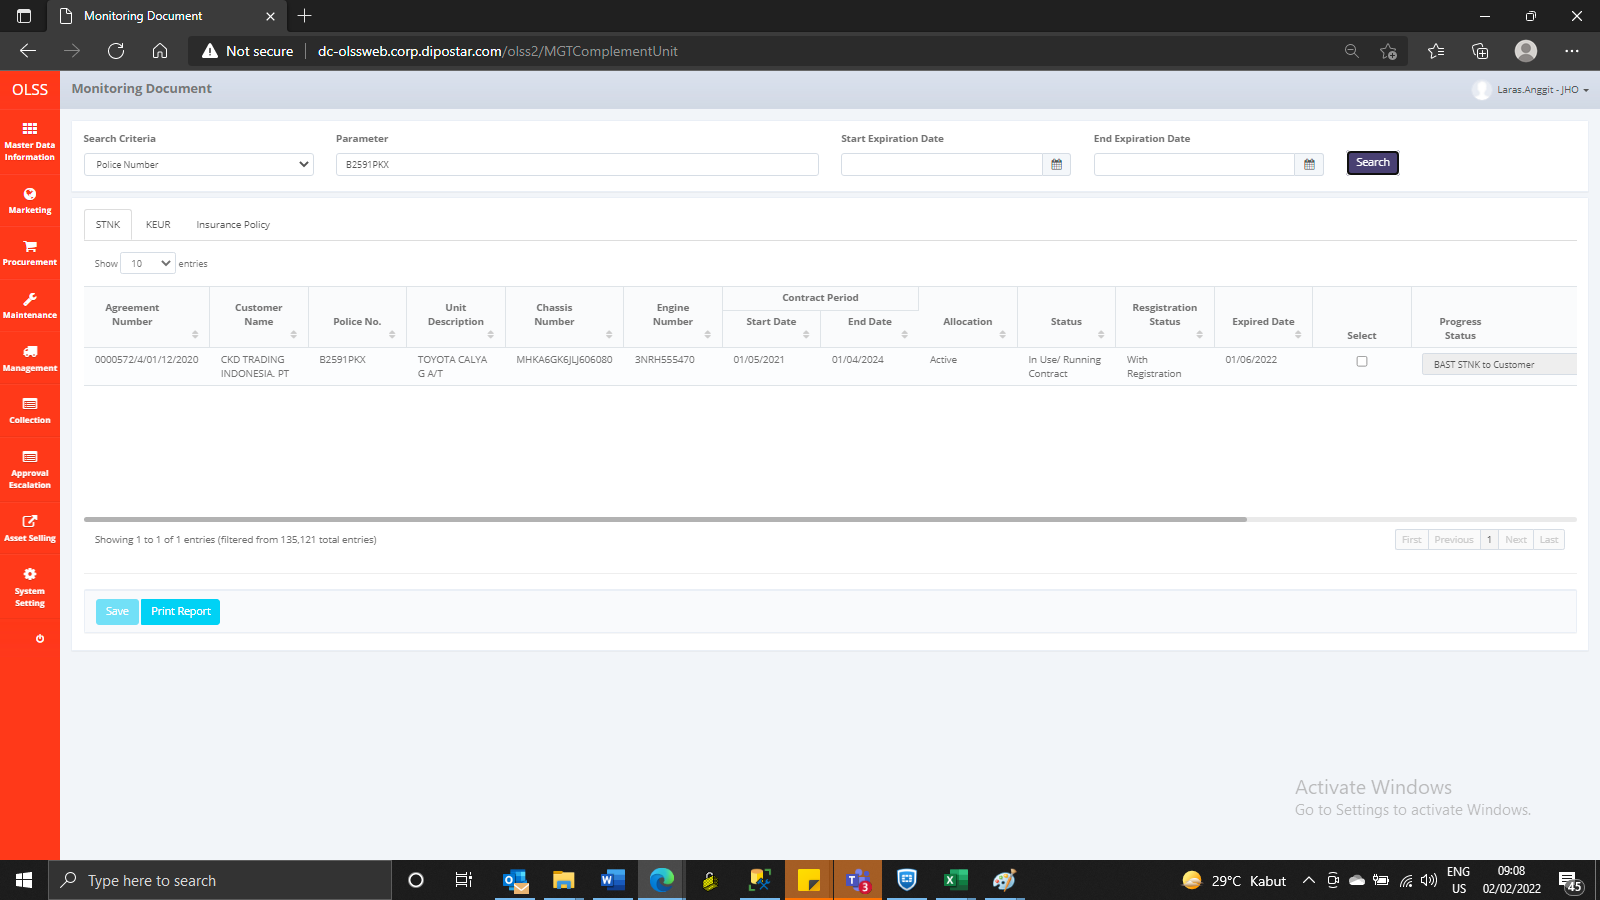 Monitoring Document
Not secure
dc-olssweb.corp.dipostar.com/olss2/MGTComplementUnit
OLSS
Monitoring Document
Laras.Anggit - JHO
Master Data
Information
Marketing
Procurement
Maintenance
Management
Collection
Approval
Escalation
Asset Selling
System
Setting
Search Criteria
Parameter
Start Expiration Date
End Expiration Date
Police Number
B2591PKX
Search
STNK
KEUR
Insurance Policy
Show 10 entries
Agreement
Number
Customer
Name
Police No.
Unit
Description
Chassis
Number
Engine
Number
Contract Period
Start Date
End Date
Allocation
Status
Resgistration
Status
Expired Date
Select
Progress
Status
0000572/4/01/12/2020
CKD TRADING
INDONESIA. PT
B2591PKX
TOYOTA CALYA
G A/T
MHKA6GK6JLJ606080
3NRH555470
01/05/2021
01/04/2024
Active
In Use/ Running
Contract
With
Registration
01/06/2022
BAST STNK to Customer
Showing 1 to 1 of 1 entries (filtered from 135,121 total entries)
First
Previous
1
Next
Last
Save
Print Report
Activate Windows
Go to Settings to activate Windows.
Type here to search
3
29°C Kabut
ENG
US
09:08
02/02/2022
45